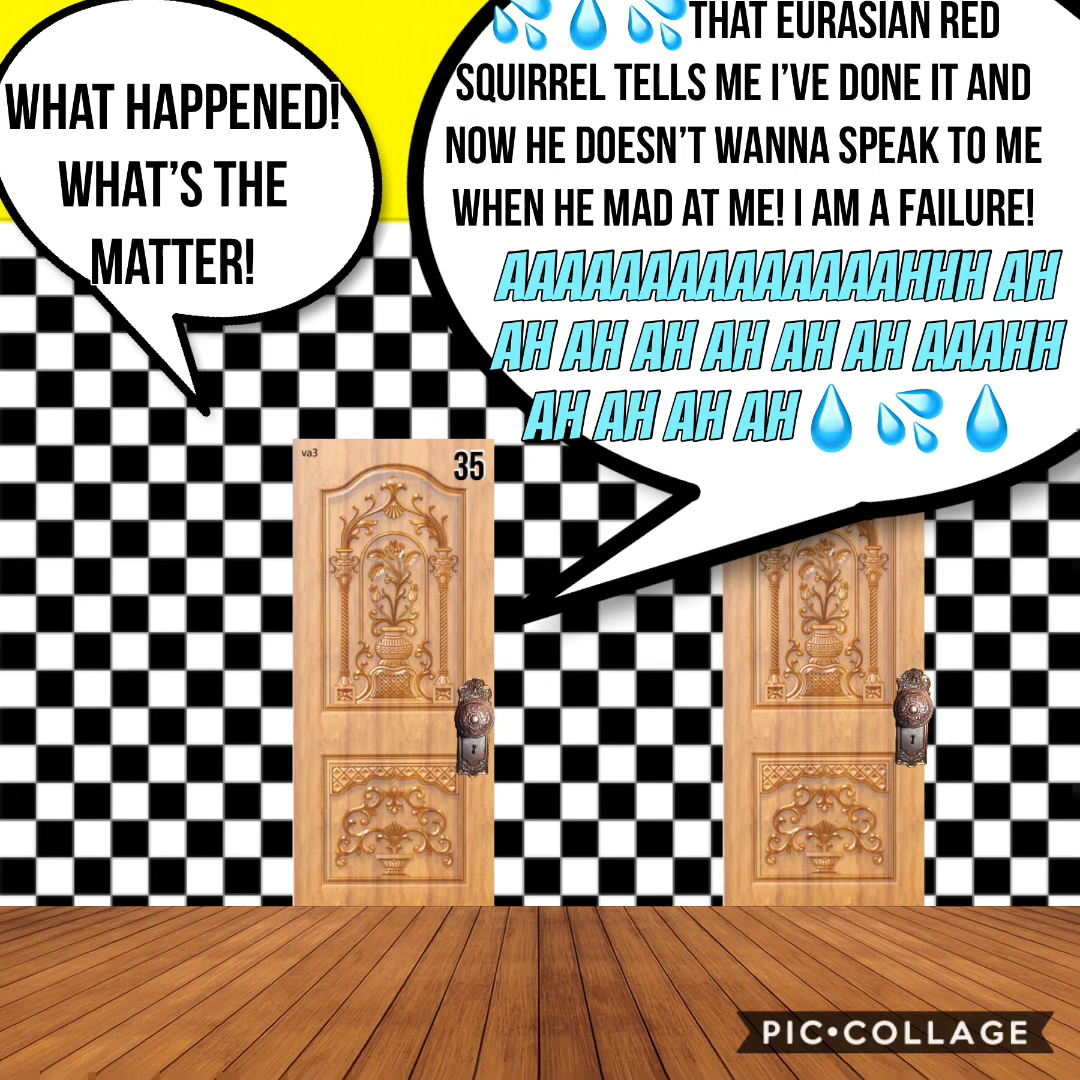 WHAT HAPPENED!
WHAT'S THE
MATTER!
💦💧💦THAT EURASIAN RED
SQUIRREL TELLS ME I'VE DONE IT AND
NOW HE DOESN'T WANNA SPEAK TO ME
WHEN HE MAD AT ME! I AM A FAILURE!
AAAAAAAAAAAAAAAHHH AH
AH AH AH AH AH AH AAAHH
AH AH AH AH💧💦💧
va3
35
PIC•COLLAGE